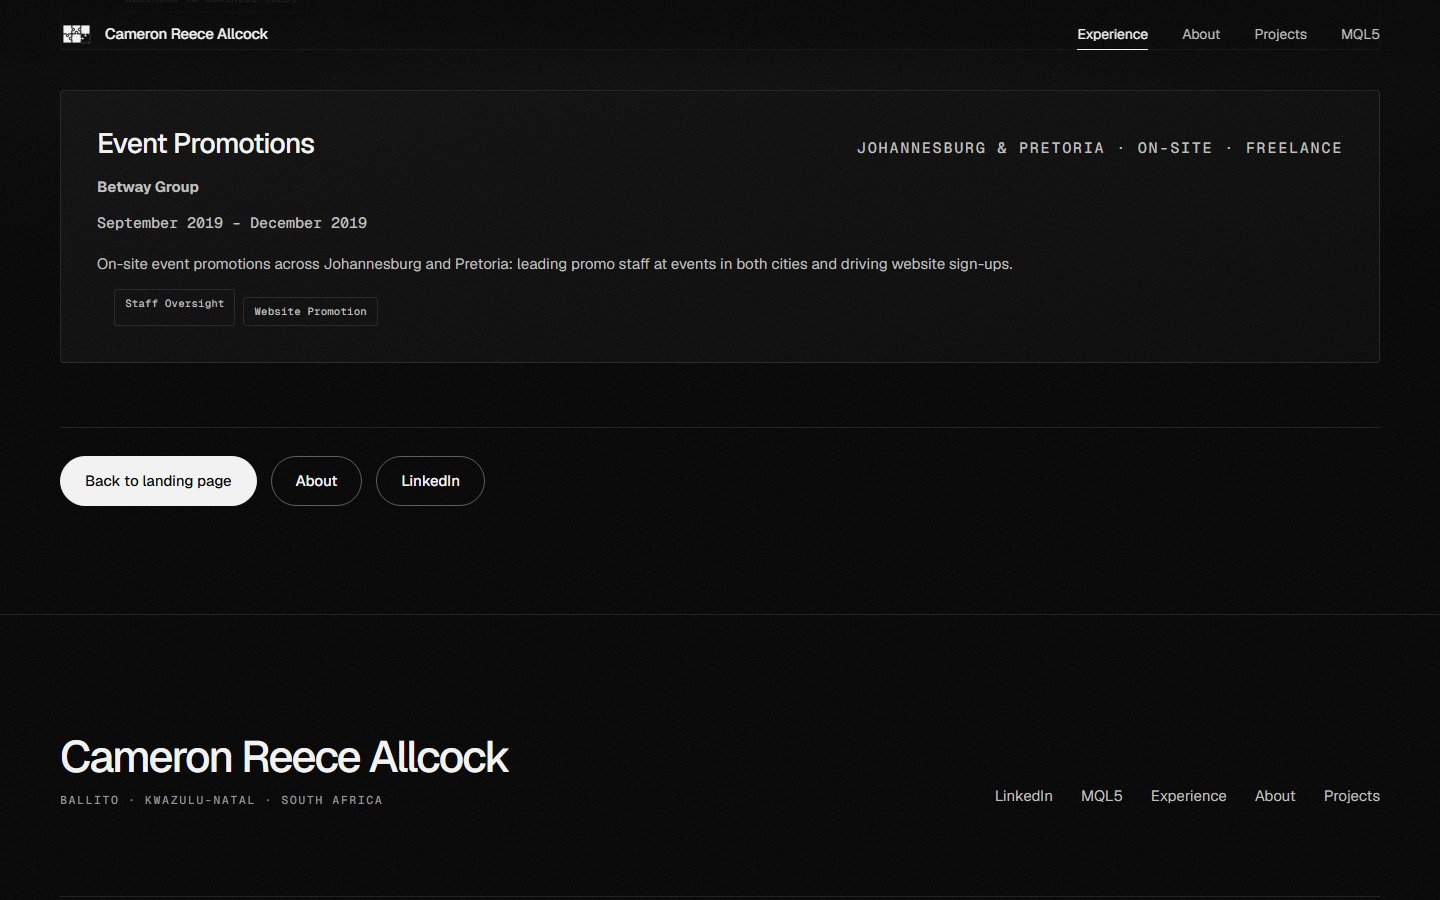 Cameron Reece Allcock
Experience About Projects MQL5
Event Promotions
JOHANNESBURG & PRETORIA · ON-SITE · FREELANCE
Betway Group
September 2019 – December 2019
On-site event promotions across Johannesburg and Pretoria: leading promo staff at events in both cities and driving website sign-ups.
Staff Oversight
Website Promotion
Back to landing page About LinkedIn
Cameron Reece Allcock
BALLITO · KWAZULU-NATAL · SOUTH AFRICA
LinkedIn MQL5 Experience About Projects